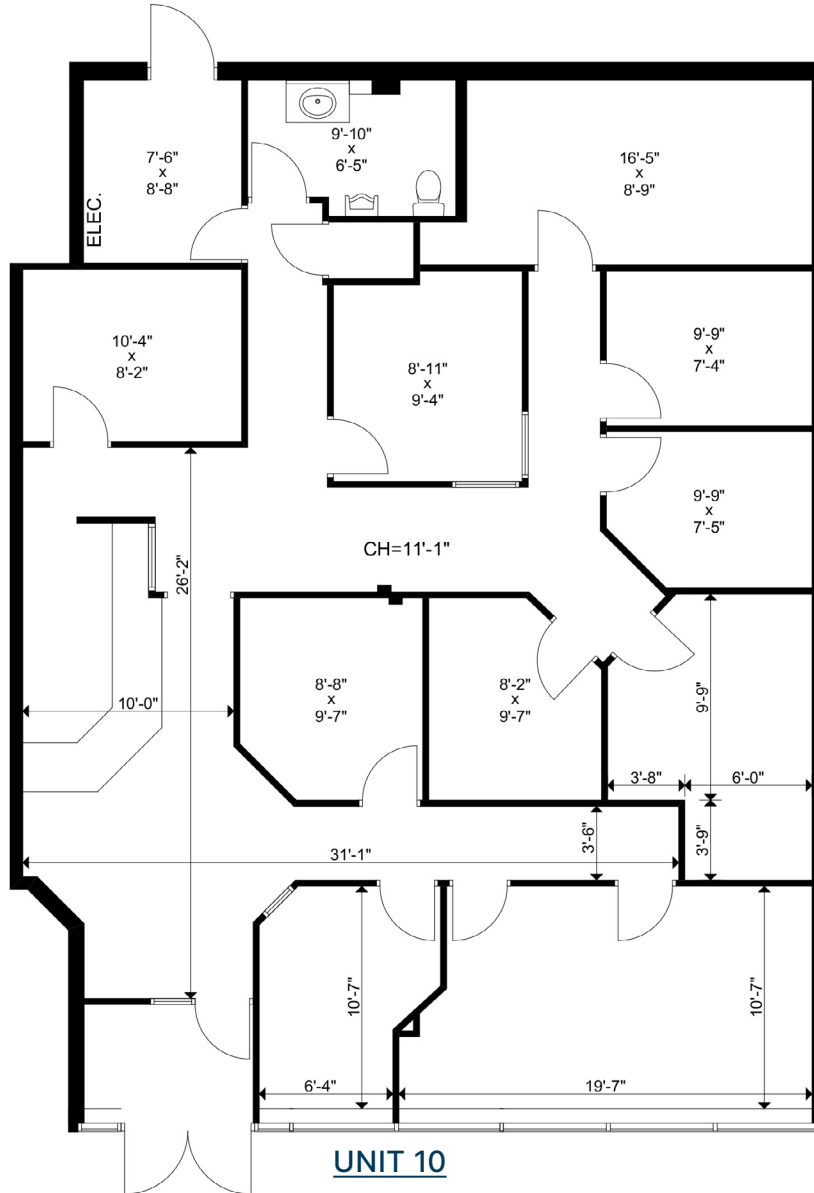 7'-6"
x
8'-8"
ELEC.
9'-10"
x
6'-5"
16'-5"
x
8'-9"
10'-4"
x
8'-2"
8'-11"
x
9'-4"
9'-9"
x
7'-4"
9'-9"
x
7'-5"
CH=11'-1"
26'-2"
10'-0"
8'-8"
x
9'-7"
8'-2"
x
9'-7"
9'-9"
3'-8"
6'-0"
3'-6"
3'-9"
31'-1"
10'-7"
10'-7"
6'-4"
19'-7"
UNIT 10